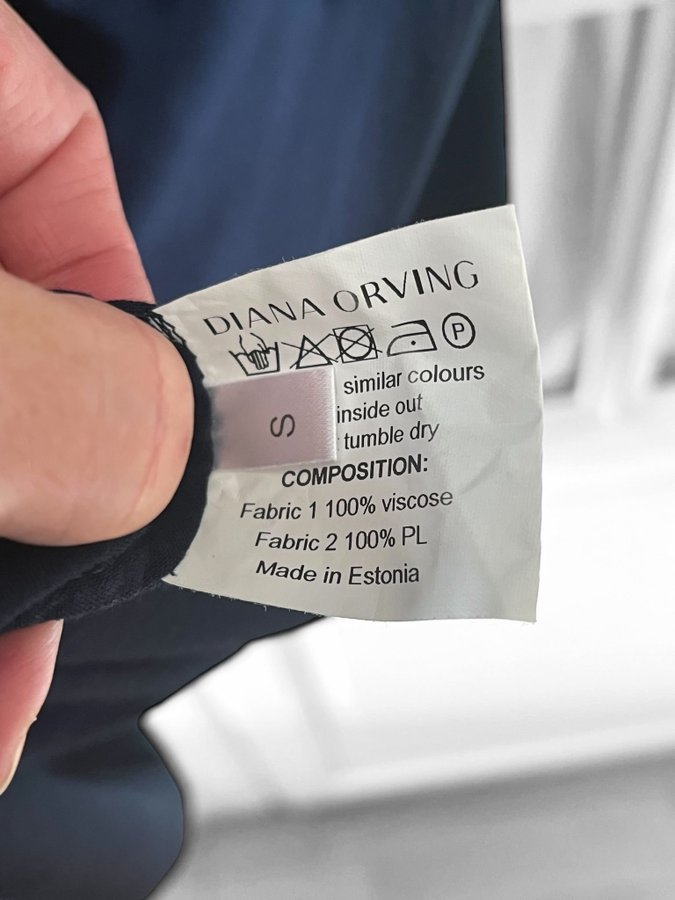 DIANA ORVING
P
similar colours
inside out
tumble dry
S
COMPOSITION:
Fabric 1 100% viscose
Fabric 2 100% PL
Made in Estonia